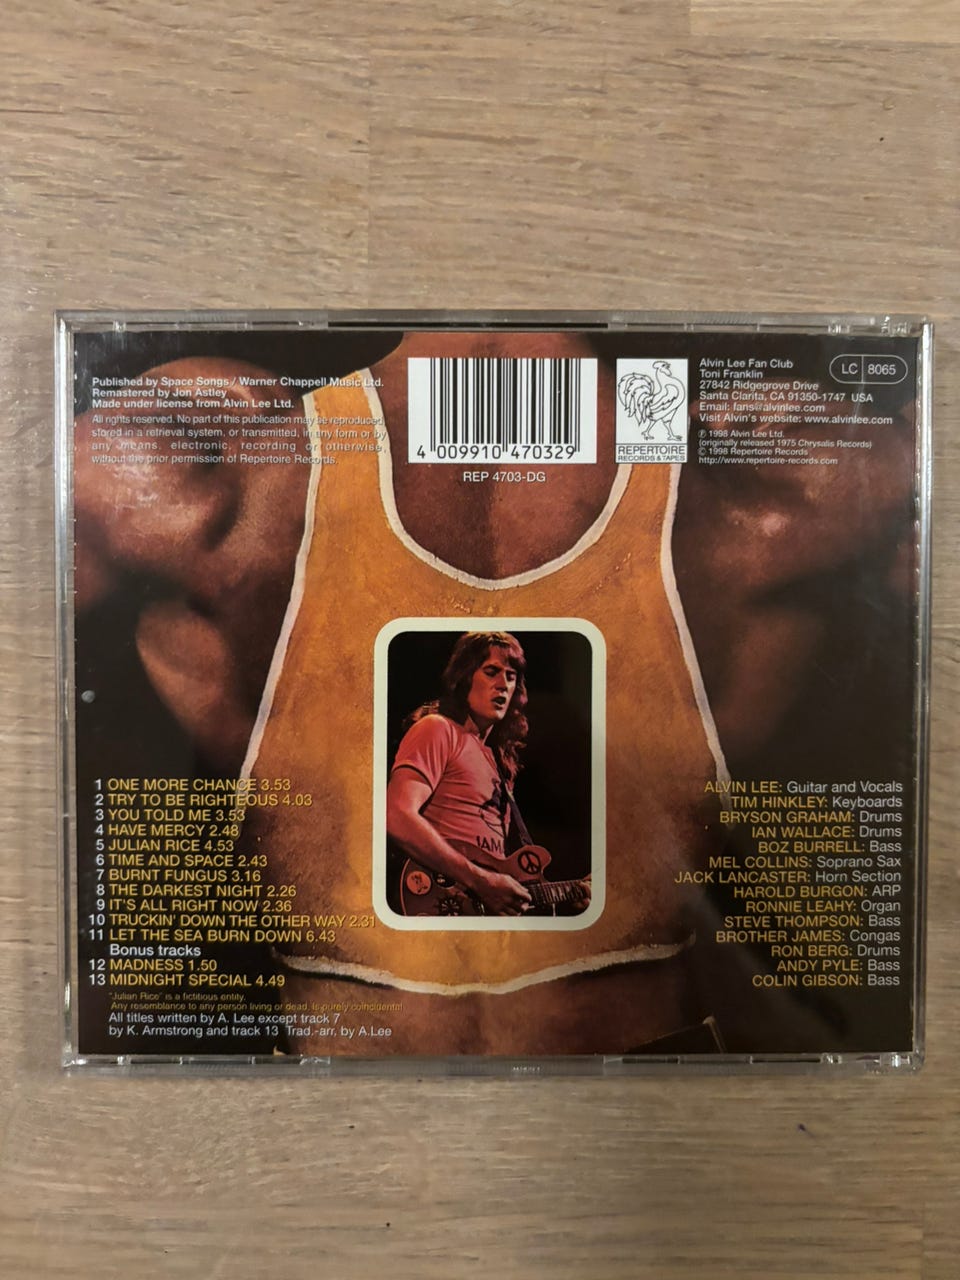 Published by Space Songs / Warner Chappell Music Ltd.
Remastered by Jon Astley
Made under license from Alvin Lee Ltd.
All rights reserved. No part of this publication may be reproduced,
stored in a retrieval system, or transmitted, in any form or by
any means, electronic, recording or otherwise,
without the prior permission of Repertoire Records.
4 009910 470329
REP 4703-DG
REPERTOIRE
RECORDS & TAPES
Alvin Lee Fan Club
Toni Franklin
27842 Ridgegrove Drive
Santa Clarita, CA 91350-1747 USA
Email: fans@alvinlee.com
Visit Alvin's website: www.alvinlee.com
℗ 1998 Alvin Lee Ltd.
(originally released 1975 Chrysalis Records)
© 1998 Repertoire Records
http://www.repertoire-records.com
LC 8065
JAM
1 ONE MORE CHANCE 3.53
2 TRY TO BE RIGHTEOUS 4.03
3 YOU TOLD ME 3.53
4 HAVE MERCY 2.48
5 JULIAN RICE 4.53
6 TIME AND SPACE 2.43
7 BURNT FUNGUS 3.16
8 THE DARKEST NIGHT 2.26
9 IT'S ALL RIGHT NOW 2.36
10 TRUCKIN' DOWN THE OTHER WAY 2.31
11 LET THE SEA BURN DOWN 6.43
Bonus tracks
12 MADNESS 1.50
13 MIDNIGHT SPECIAL 4.49
"Julian Rice" is a fictitious entity.
Any resemblance to any person living or dead, is purely coincidental
All titles written by A. Lee except track 7
by K. Armstrong and track 13 Trad.-arr, by A.Lee
ALVIN LEE: Guitar and Vocals
TIM HINKLEY: Keyboards
BRYSON GRAHAM: Drums
IAN WALLACE: Drums
BOZ BURRELL: Bass
MEL COLLINS: Soprano Sax
JACK LANCASTER: Horn Section
HAROLD BURGON: ARP
RONNIE LEAHY: Organ
STEVE THOMPSON: Bass
BROTHER JAMES: Congas
RON BERG: Drums
ANDY PYLE: Bass
COLIN GIBSON: Bass